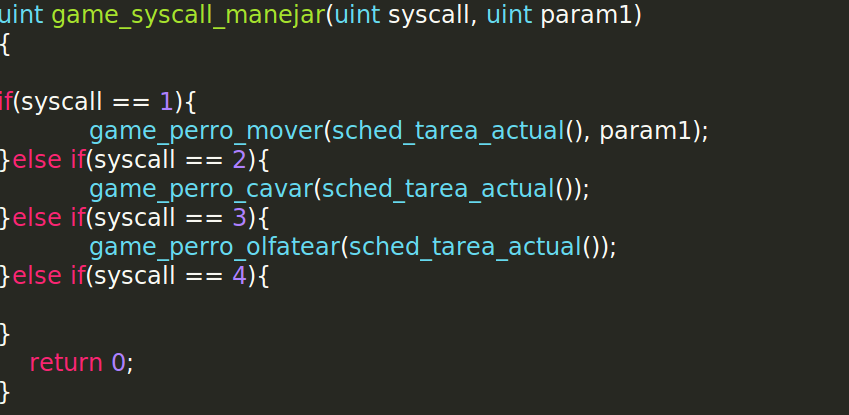 uint game_syscall_manejar(uint syscall, uint param1)
{
if(syscall == 1){
game_perro_mover(sched_tarea_actual(), param1);
}else if(syscall == 2){
game_perro_cavar(sched_tarea_actual());
}else if(syscall == 3){
game_perro_olfatear(sched_tarea_actual());
}else if(syscall == 4){
}
return 0;
}